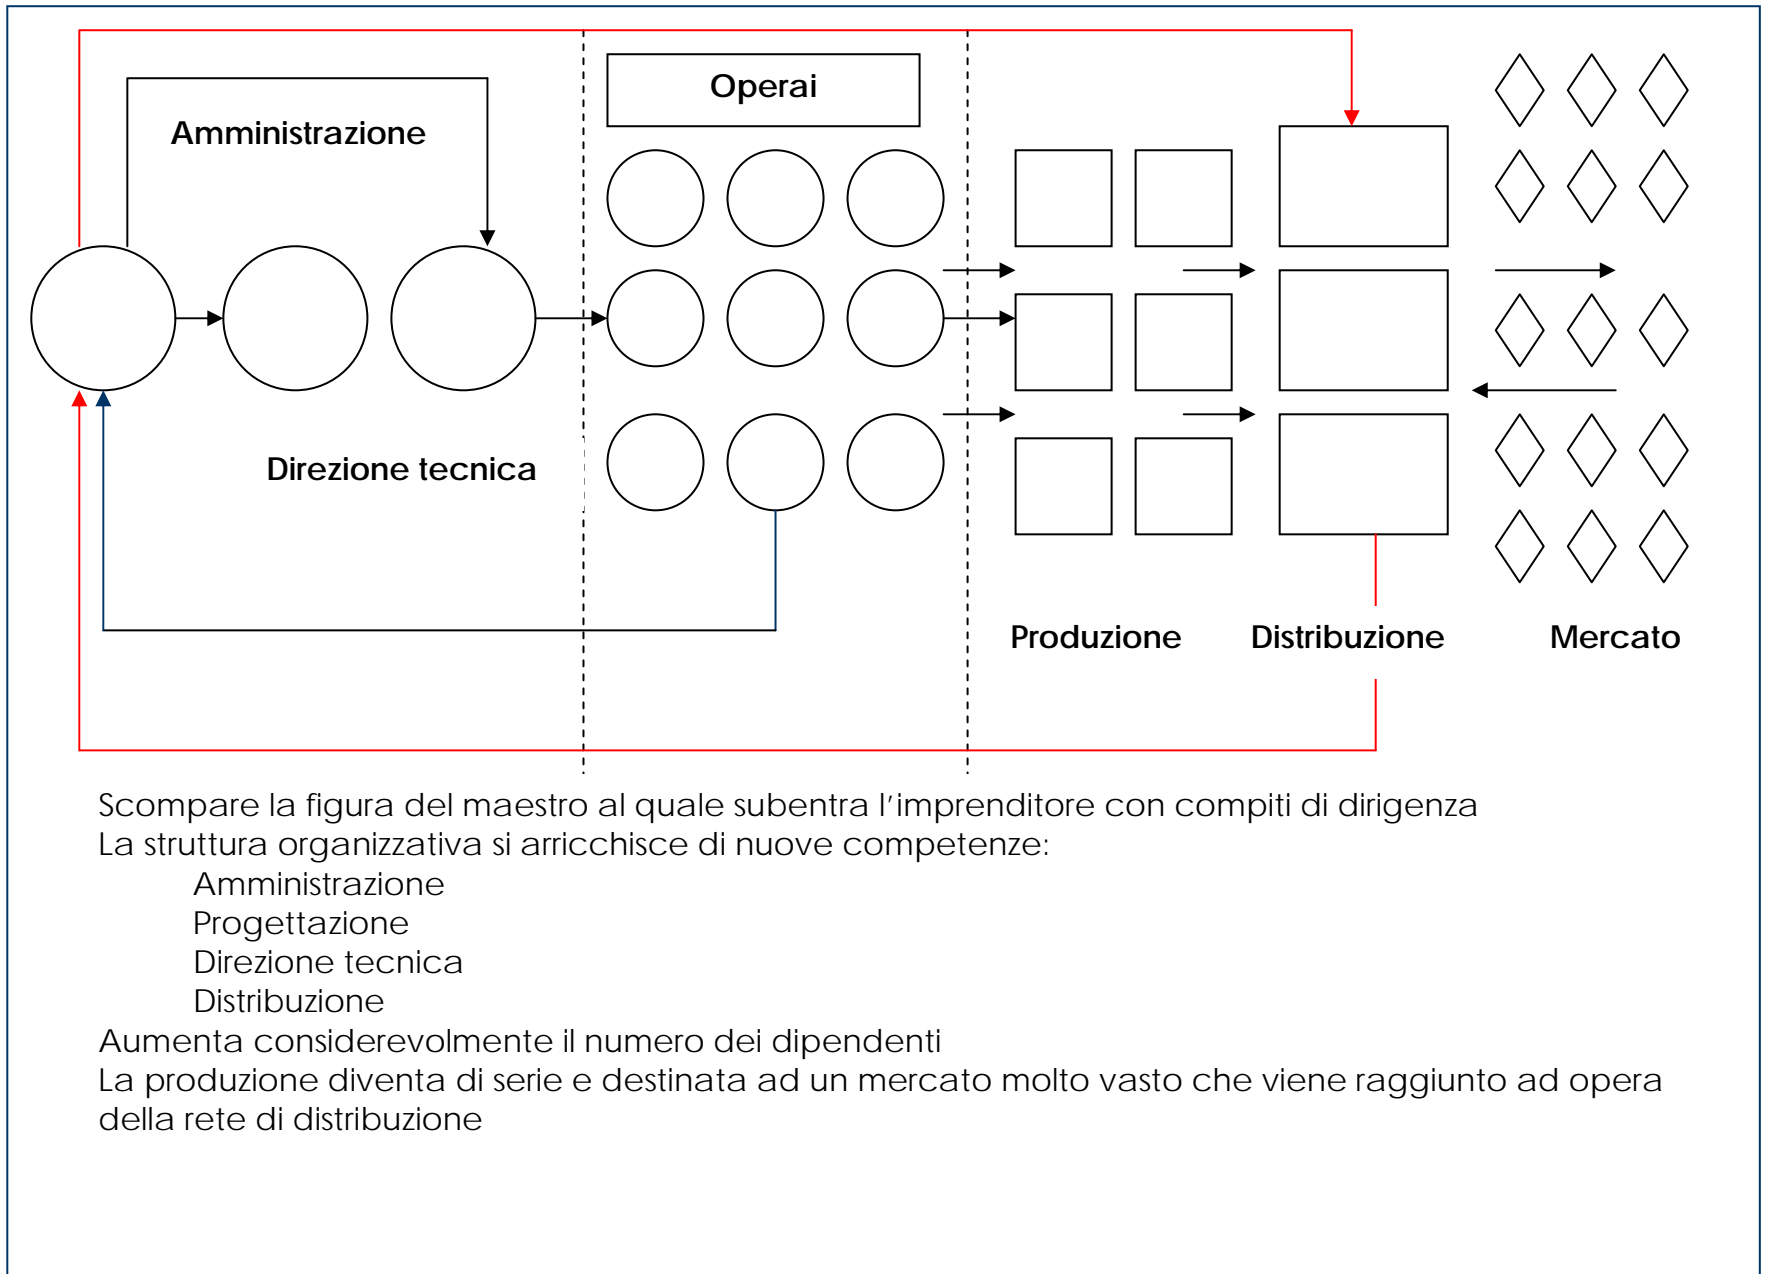 Operai
Amministrazione
Direzione tecnica
Produzione Distribuzione Mercato
Scompare la figura del maestro al quale subentra l’imprenditore con compiti di dirigenza
La struttura organizzativa si arricchisce di nuove competenze:
Amministrazione
Progettazione
Direzione tecnica
Distribuzione
Aumenta considerevolmente il numero dei dipendenti
La produzione diventa di serie e destinata ad un mercato molto vasto che viene raggiunto ad opera
della rete di distribuzione